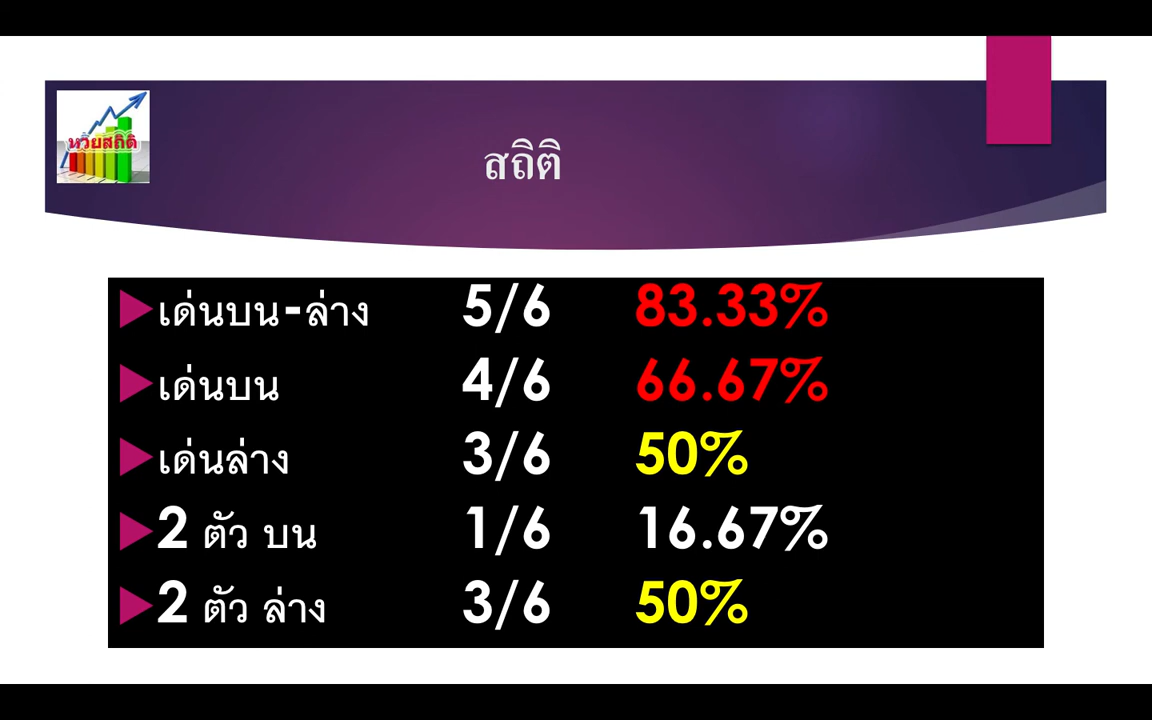 หวยสถิติ
สถิติ
เด่นบน-ล่าง 5/6 83.33%
เด่นบน 4/6 66.67%
เด่นล่าง 3/6 50%
2 ตัว บน 1/6 16.67%
2 ตัว ล่าง 3/6 50%